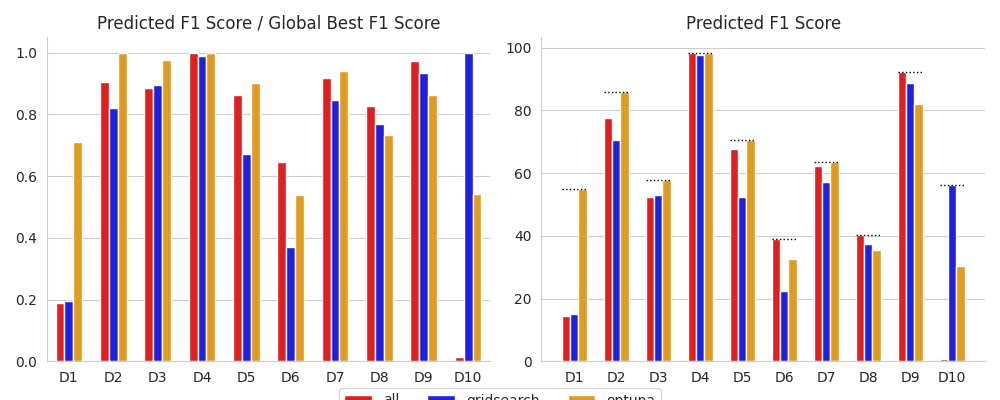 Predicted F1 Score / Global Best F1 Score
1.0
0.8
0.6
0.4
0.2
0.0
D1 D2 D3 D4 D5 D6 D7 D8 D9 D10
Predicted F1 Score
100
80
60
40
20
0
D1 D2 D3 D4 D5 D6 D7 D8 D9 D10
all gridsearch optuna